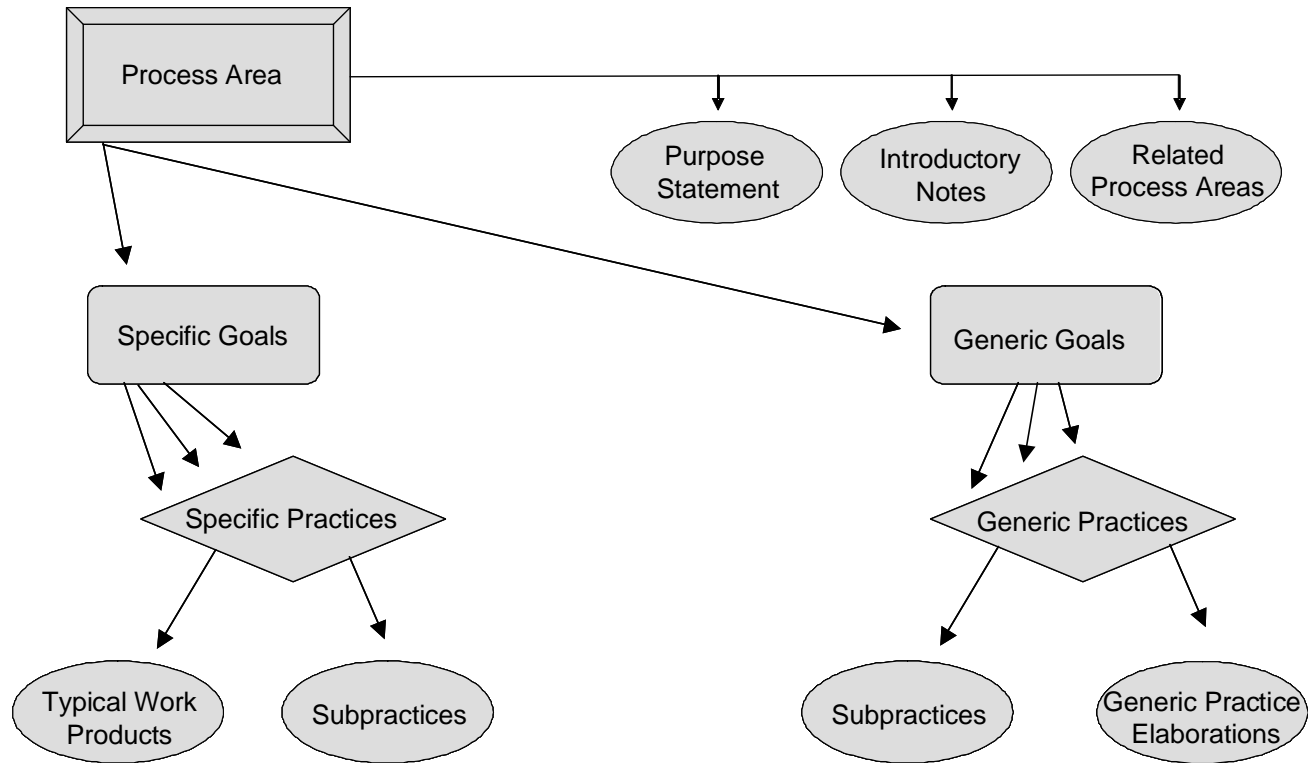 Process Area
Purpose
Statement
Introductory
Notes
Related
Process Areas
Specific Goals
Generic Goals
Specific Practices
Generic Practices
Typical Work
Products
Subpractices
Subpractices
Generic Practice
Elaborations